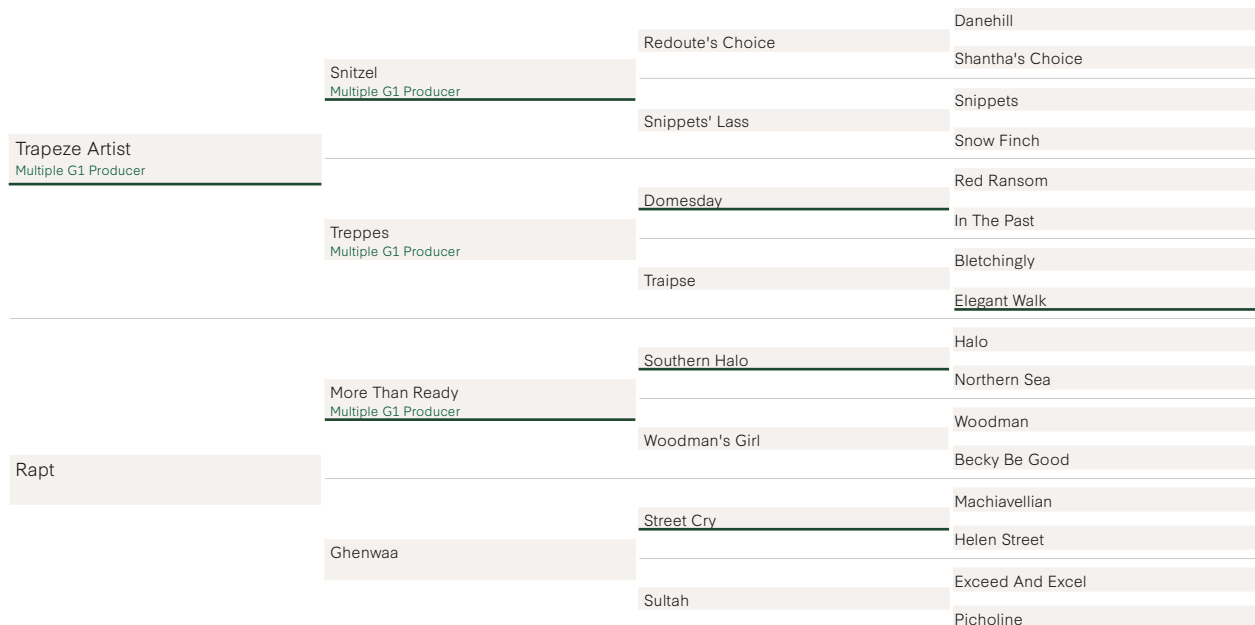 Trapeze Artist
Multiple G1 Producer
Snitzel
Multiple G1 Producer
Redoute's Choice
Danehill
Shantha's Choice
Snippets' Lass
Snippets
Snow Finch
Treppes
Multiple G1 Producer
Domesday
Red Ransom
In The Past
Traipse
Bletchingly
Elegant Walk
Rapt
More Than Ready
Multiple G1 Producer
Southern Halo
Halo
Northern Sea
Woodman's Girl
Woodman
Becky Be Good
Ghenwaa
Street Cry
Machiavellian
Helen Street
Sultah
Exceed And Excel
Picholine